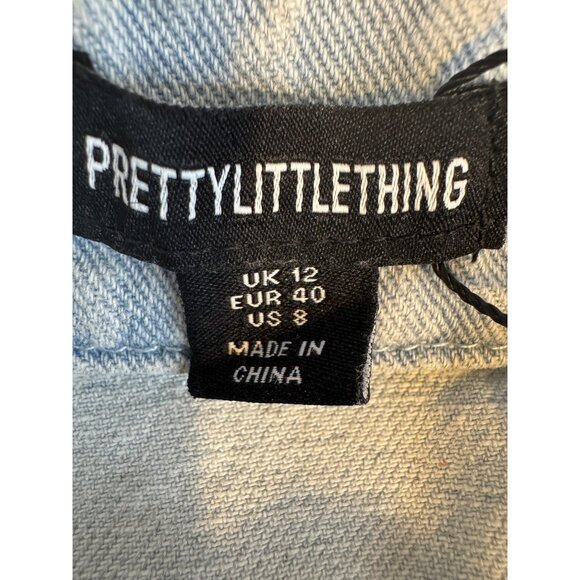 PRETTYLITTLETHING
UK 12
EUR 40
US 8
MADE IN
CHINA